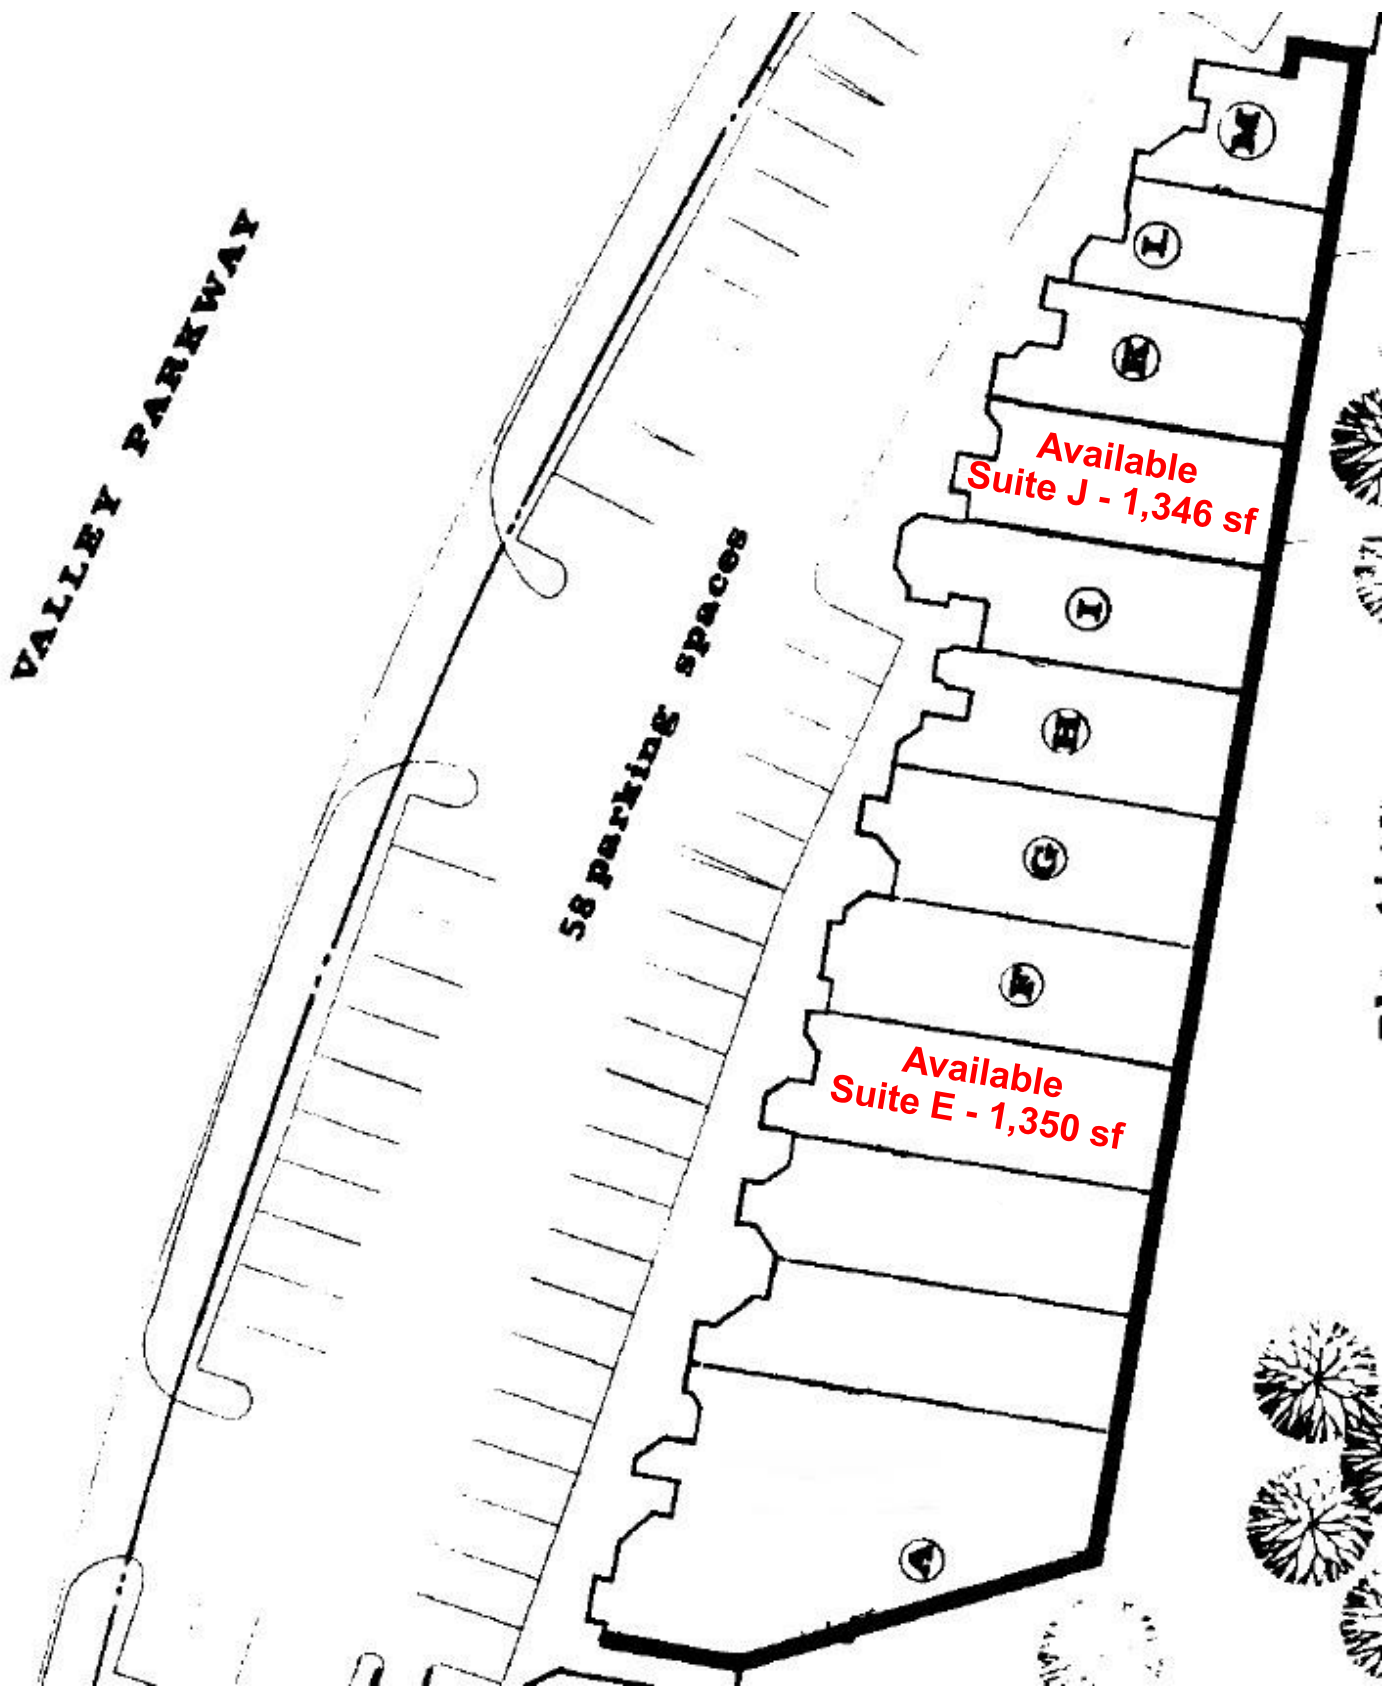 VALLEY PARKWAY
58 parking spaces
M
L
K
Available
Suite J - 1,346 sf
I
H
G
F
Available
Suite E - 1,350 sf
A